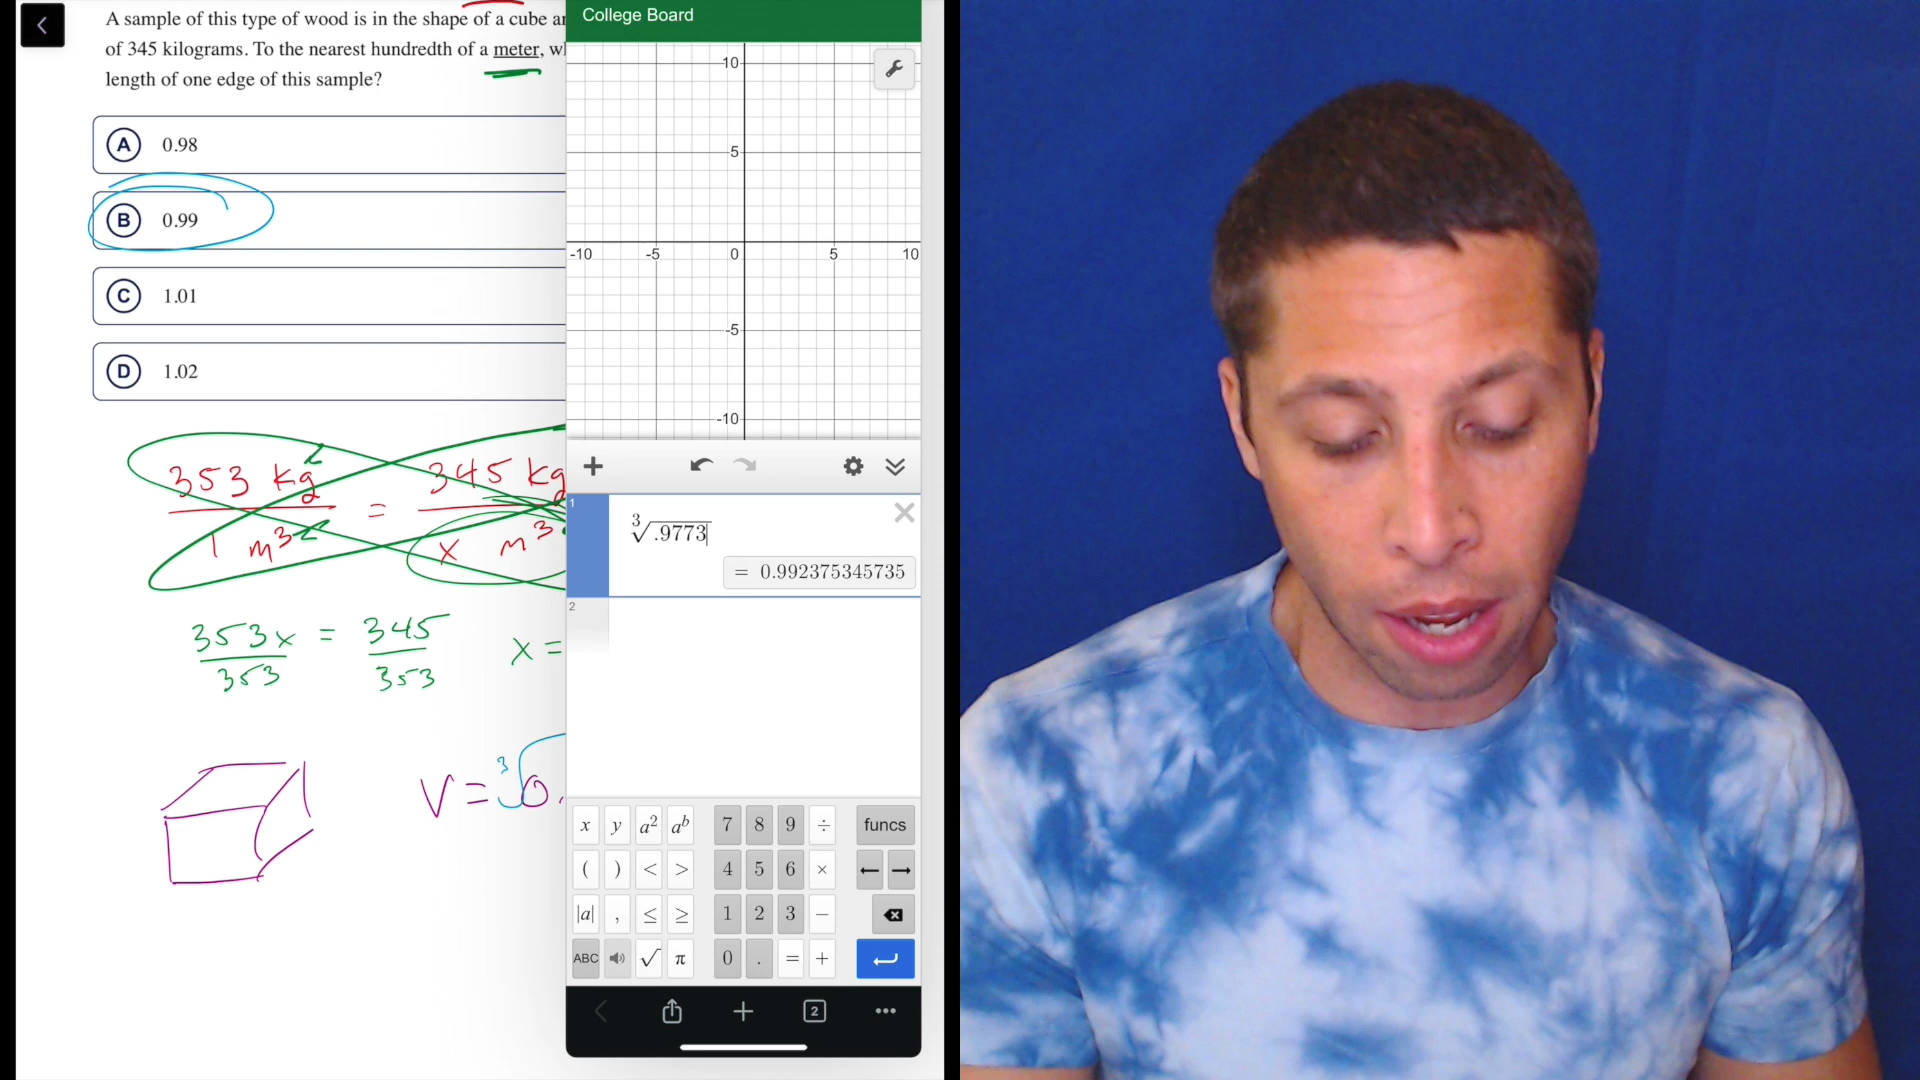 A sample of this type of wood is in the shape of a cube a
of 345 kilograms. To the nearest hundredth of a meter, w
length of one edge of this sample?
A 0.98
B 0.99
C 1.01
D 1.02
353 kg = 345 kg
1 m³ x m³
353x = 345 x =
353 353
V = ³√0.
College Board
10
5
-10 -5 0 5 10
-5
-10
1
³√.9773
= 0.992375345735
2
x y a² aᵇ 7 8 9 ÷ funcs
( ) < > 4 5 6 × ← →
|a| , ≤ ≥ 1 2 3 −
ABC √ π 0 . = +
2